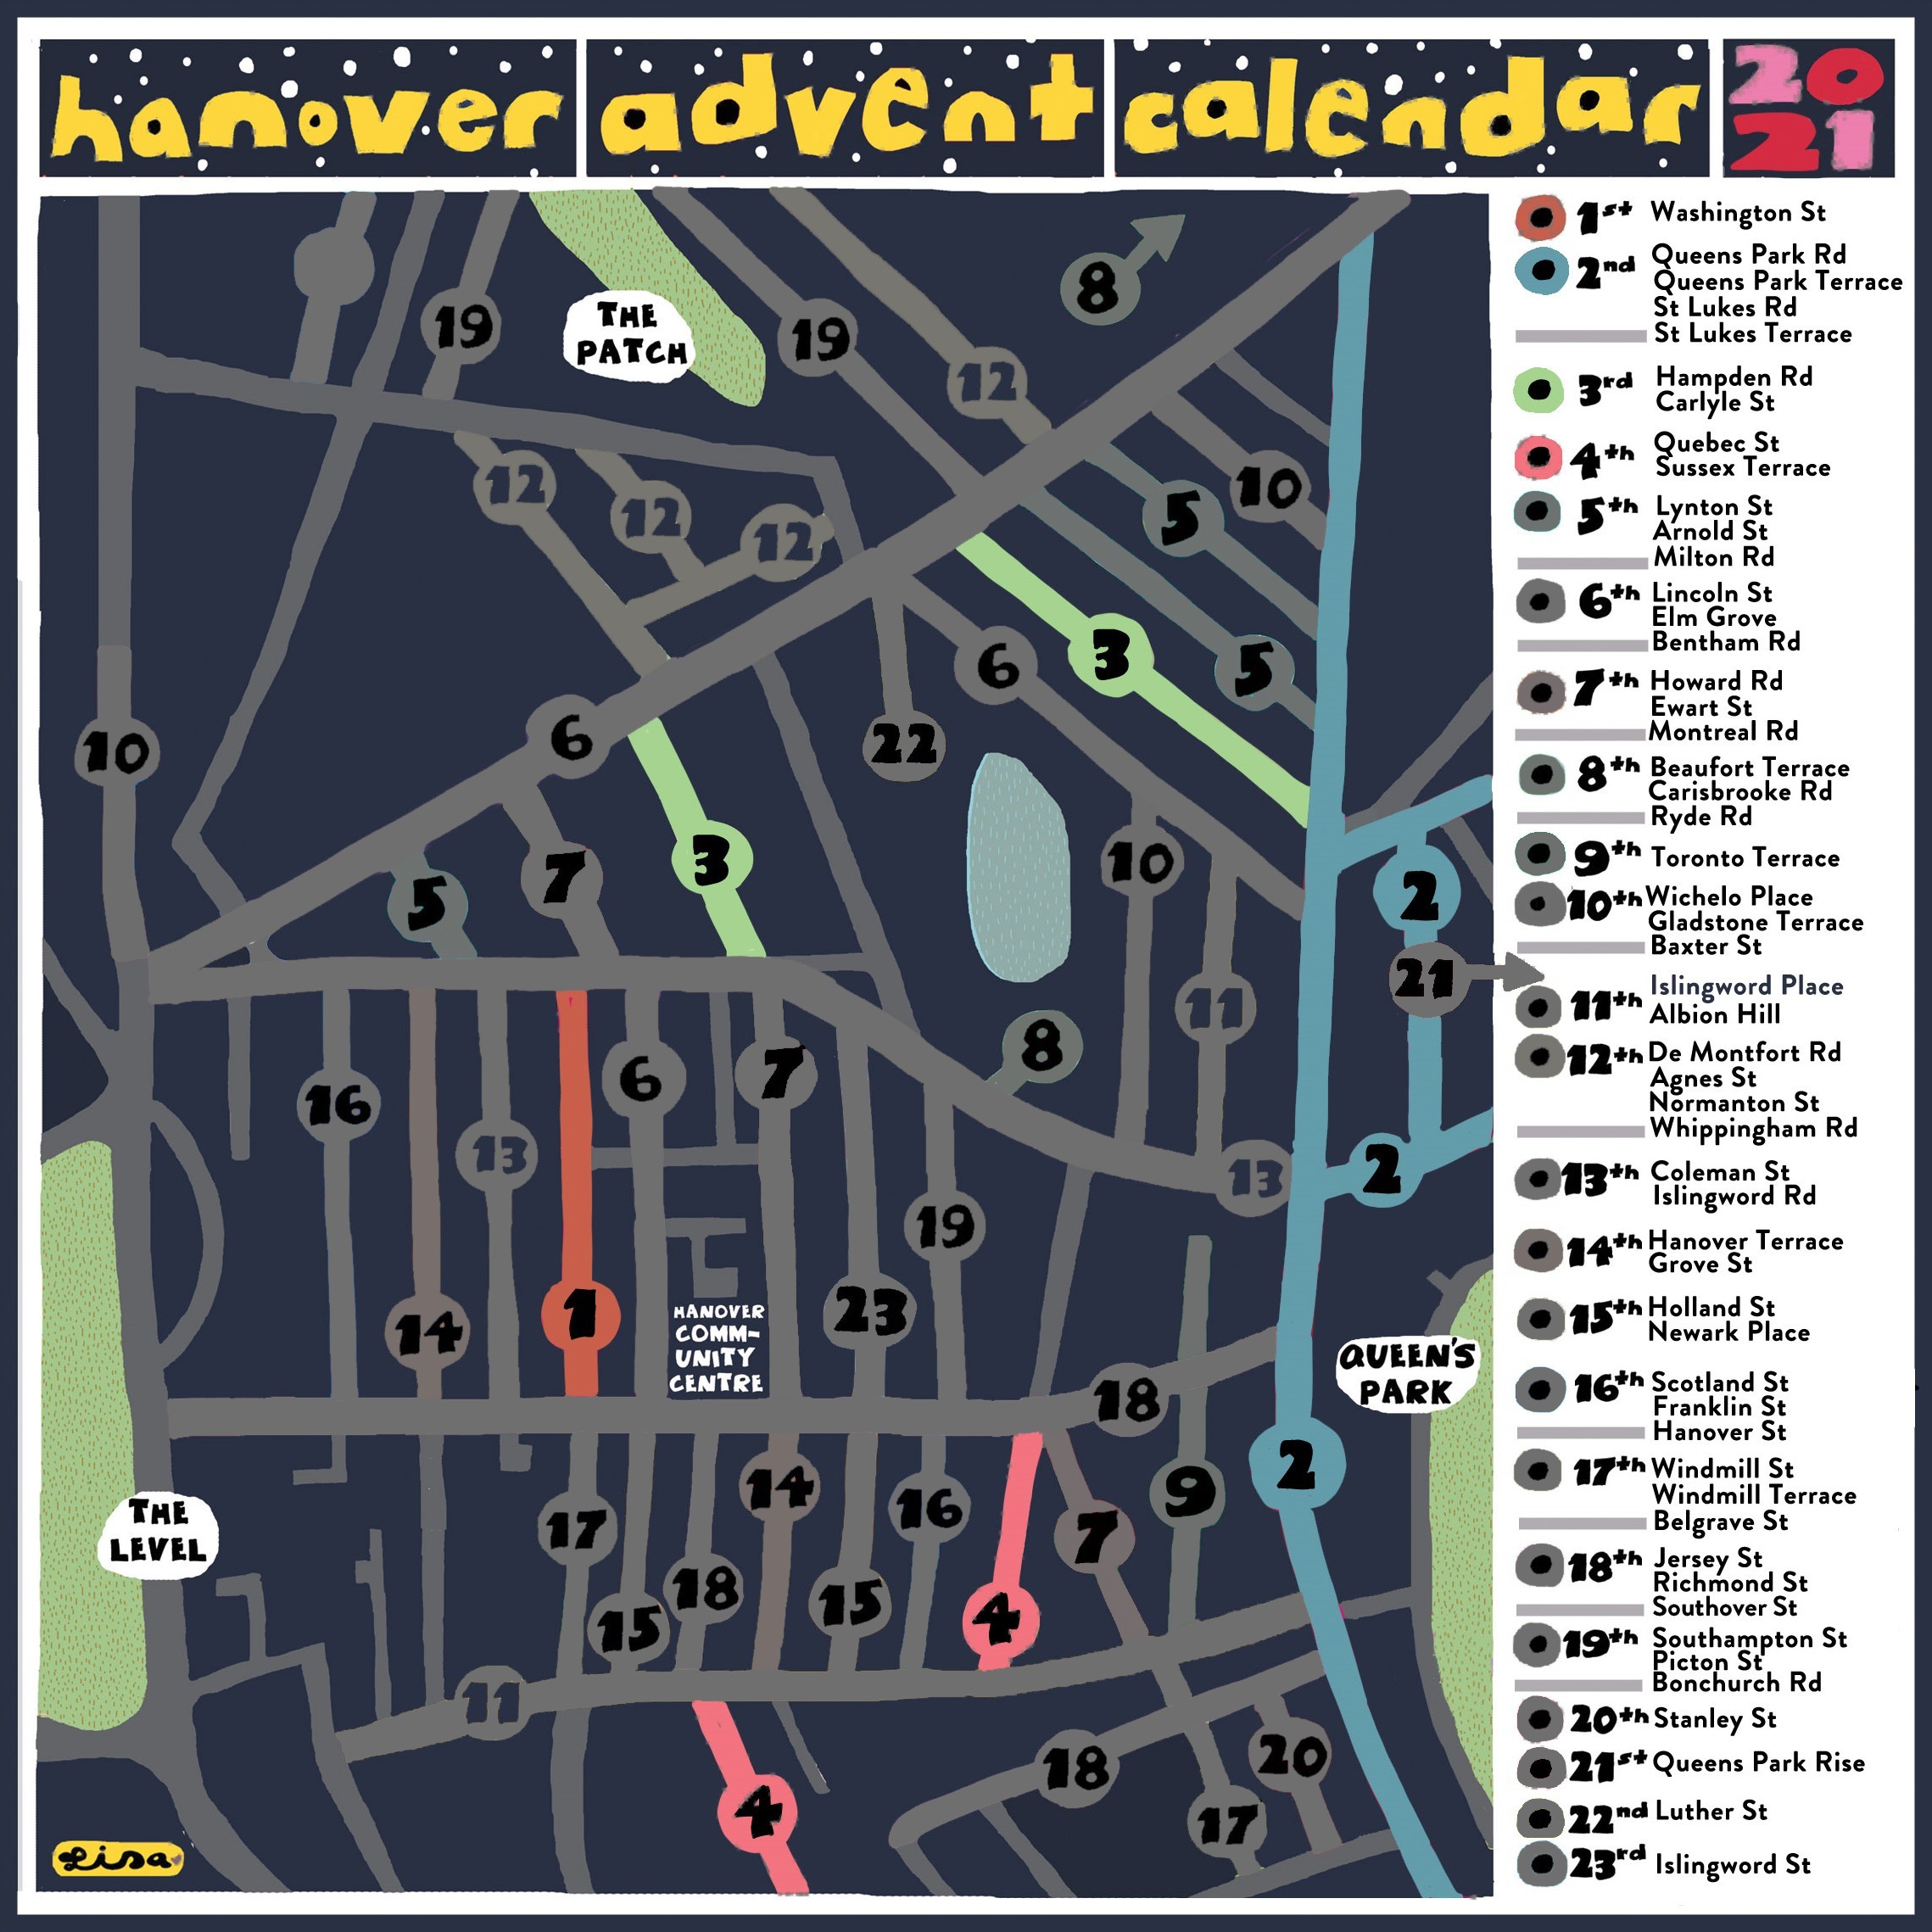 hanover advent calendar 2021
1st Washington St
2nd Queens Park Rd
Queens Park Terrace
St Lukes Rd
St Lukes Terrace
3rd Hampden Rd
Carlyle St
4th Quebec St
Sussex Terrace
5th Lynton St
Arnold St
Milton Rd
6th Lincoln St
Elm Grove
Bentham Rd
7th Howard Rd
Ewart St
Montreal Rd
8th Beaufort Terrace
Carisbrooke Rd
Ryde Rd
9th Toronto Terrace
10th Wichelo Place
Gladstone Terrace
Baxter St
Islingword Place
11th Albion Hill
12th De Montfort Rd
Agnes St
Normanton St
Whippingham Rd
13th Coleman St
Islingword Rd
14th Hanover Terrace
Grove St
15th Holland St
Newark Place
16th Scotland St
Franklin St
Hanover St
17th Windmill St
Windmill Terrace
Belgrave St
18th Jersey St
Richmond St
Southover St
19th Southampton St
Picton St
Bonchurch Rd
20th Stanley St
21st Queens Park Rise
22nd Luther St
23rd Islingword St
8
19
THE
PATCH
19
12
12
12
12
5
10
6
3
5
10
6
22
7
3
5
10
2
21
11
8
16
6
7
13
13
2
19
14
1
23
HANOVER
COMM-
UNITY
CENTRE
18
QUEEN'S
PARK
2
THE
LEVEL
17
14
16
9
7
15
18
15
4
11
18
20
4
17
Lisa